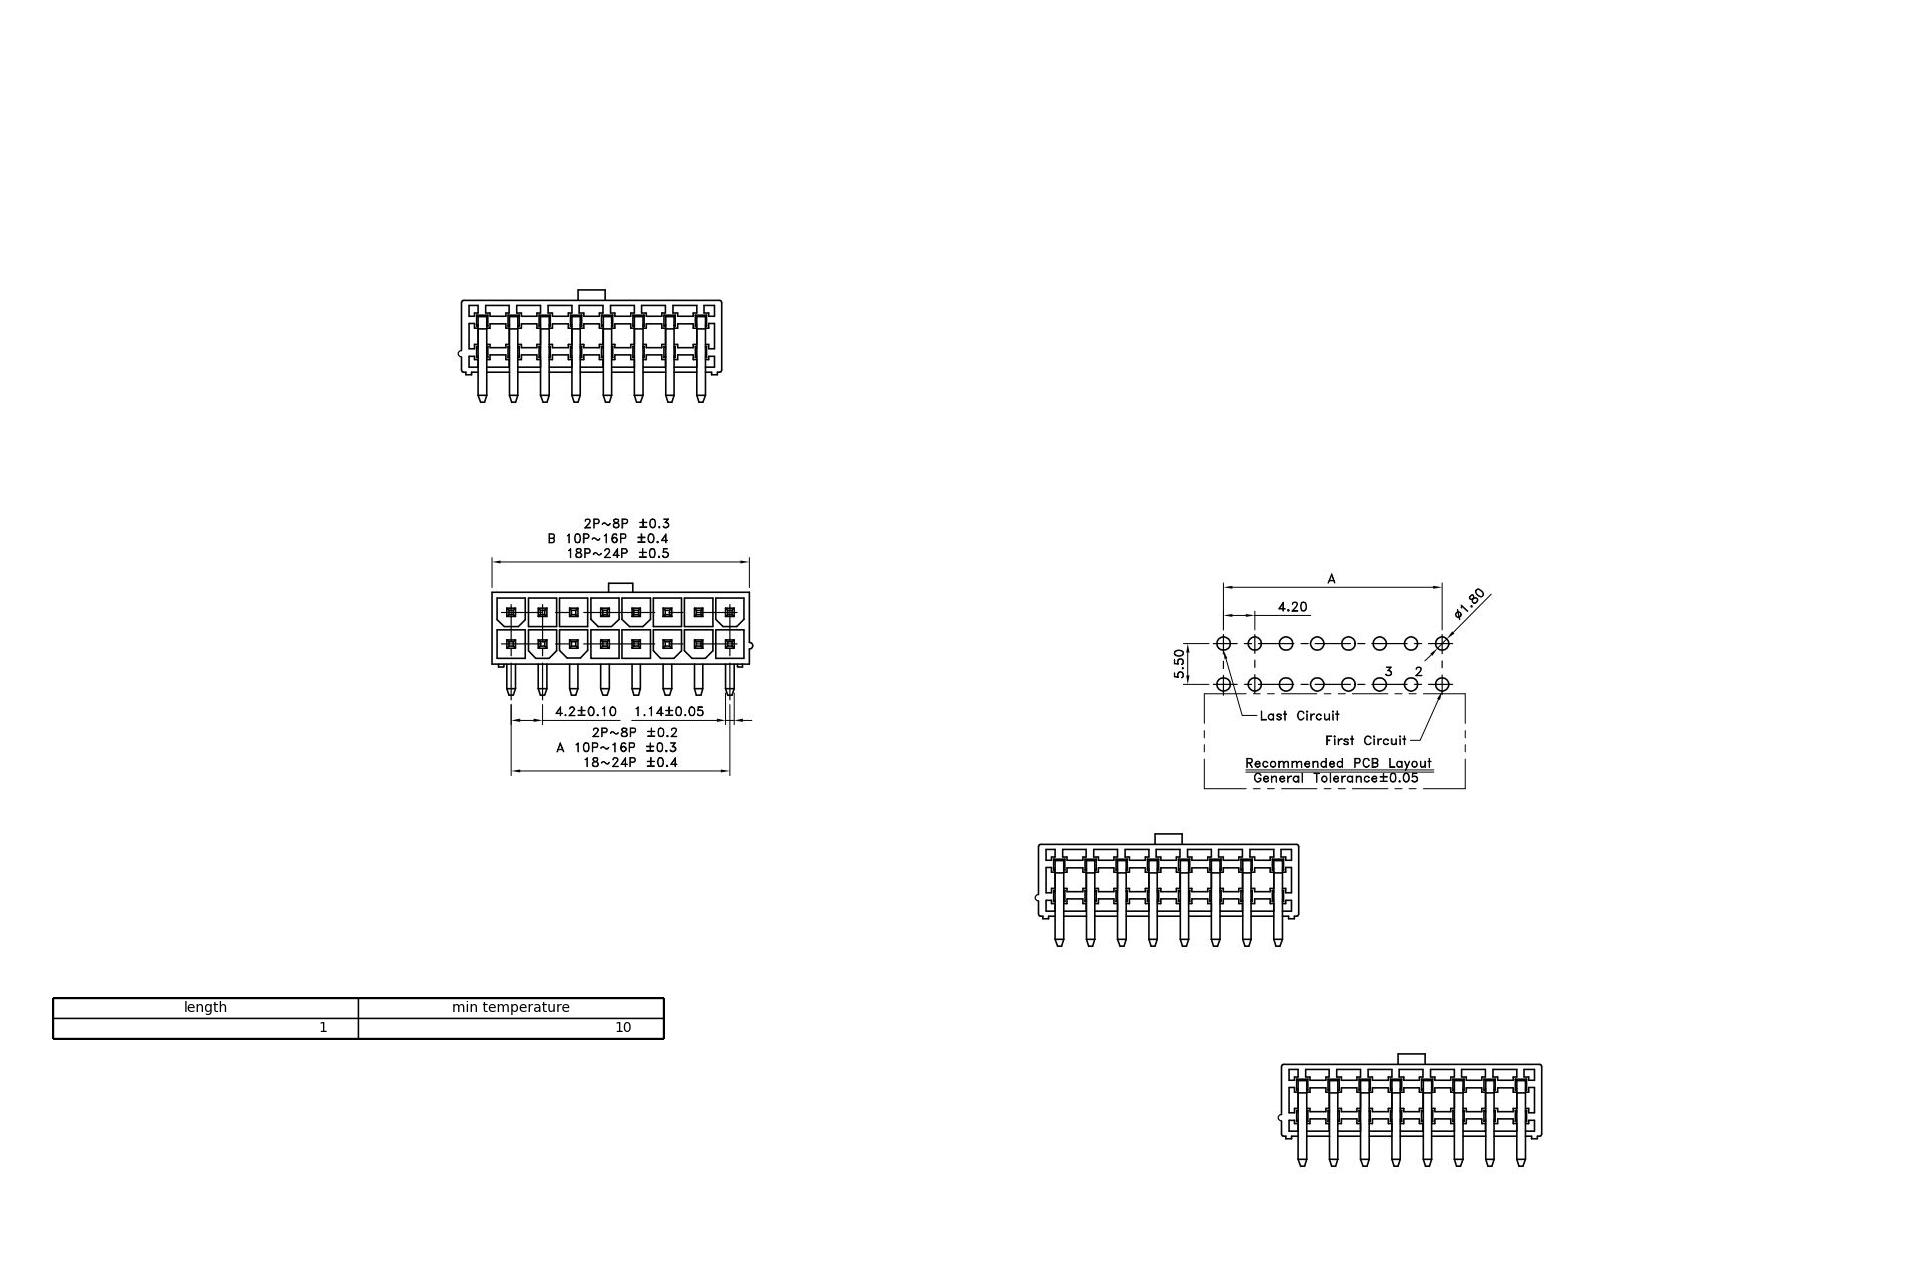 2P~8P ±0.3
B 10P~16P ±0.4
18P~24P ±0.5
4.2±0.10 1.14±0.05
2P~8P ±0.2
A 10P~16P ±0.3
18~24P ±0.4
A
4.20
ø1.80
5.50
3 2
Last Circuit
First Circuit
Recommended PCB Layout
General Tolerance±0.05
length min temperature
1 10